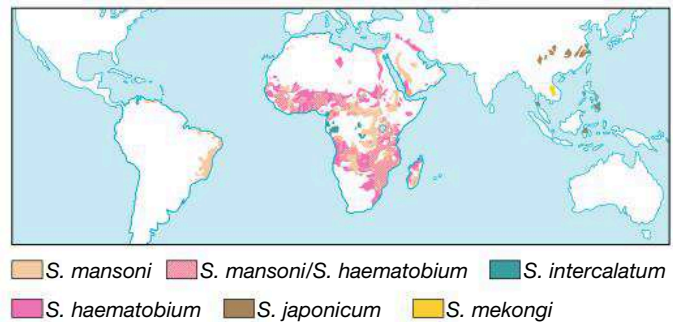 S. mansoni S. mansoni/S. haematobium S. intercalatum
S. haematobium S. japonicum S. mekongi